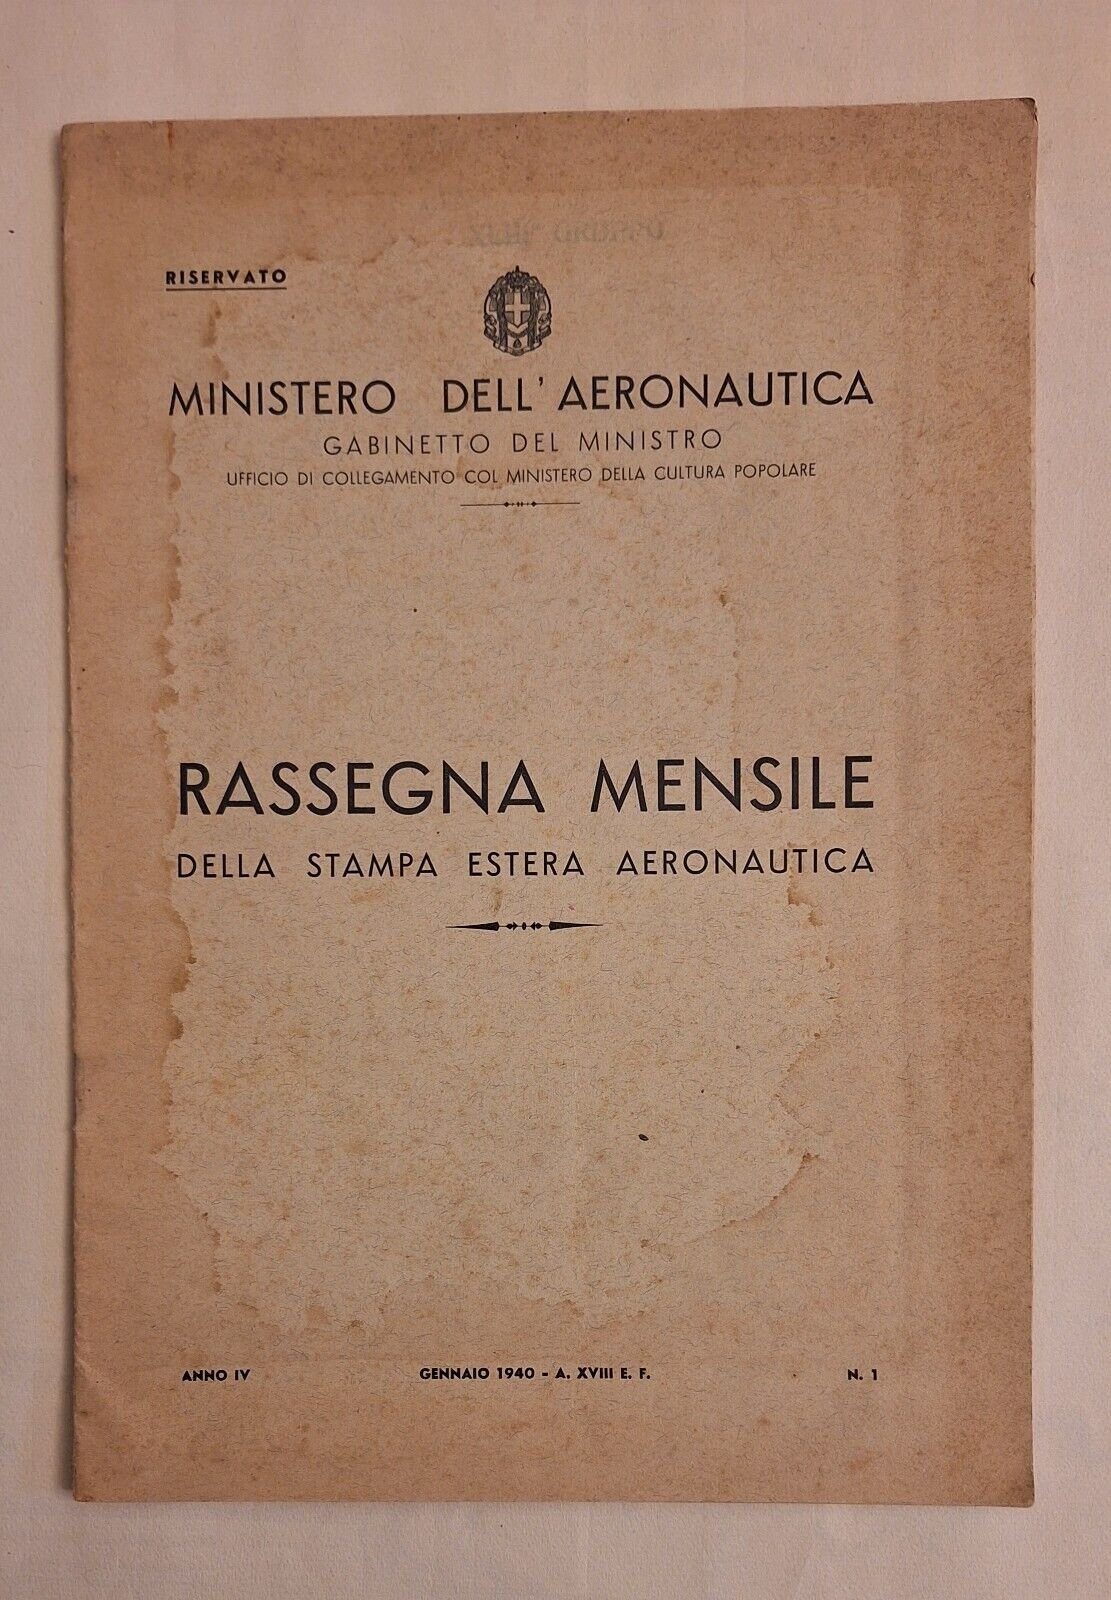 GRUPPO
RISERVATO
MINISTERO DELL' AERONAUTICA
GABINETTO DEL MINISTRO
UFFICIO DI COLLEGAMENTO COL MINISTERO DELLA CULTURA POPOLARE
RASSEGNA MENSILE
DELLA STAMPA ESTERA AERONAUTICA
ANNO IV GENNAIO 1940 - A. XVIII E. F. N. 1